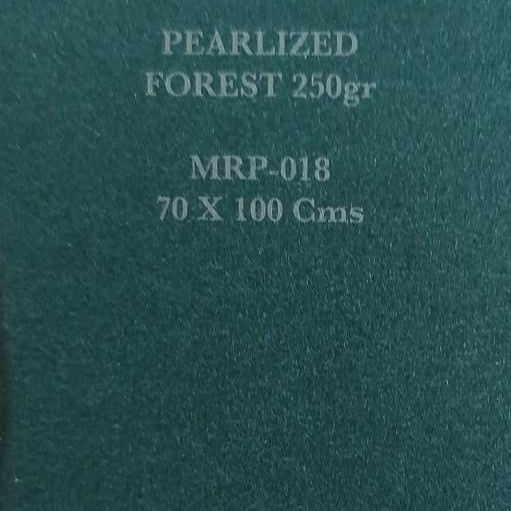 PEARLIZED
FOREST 250gr
MRP-018
70 X 100 Cms